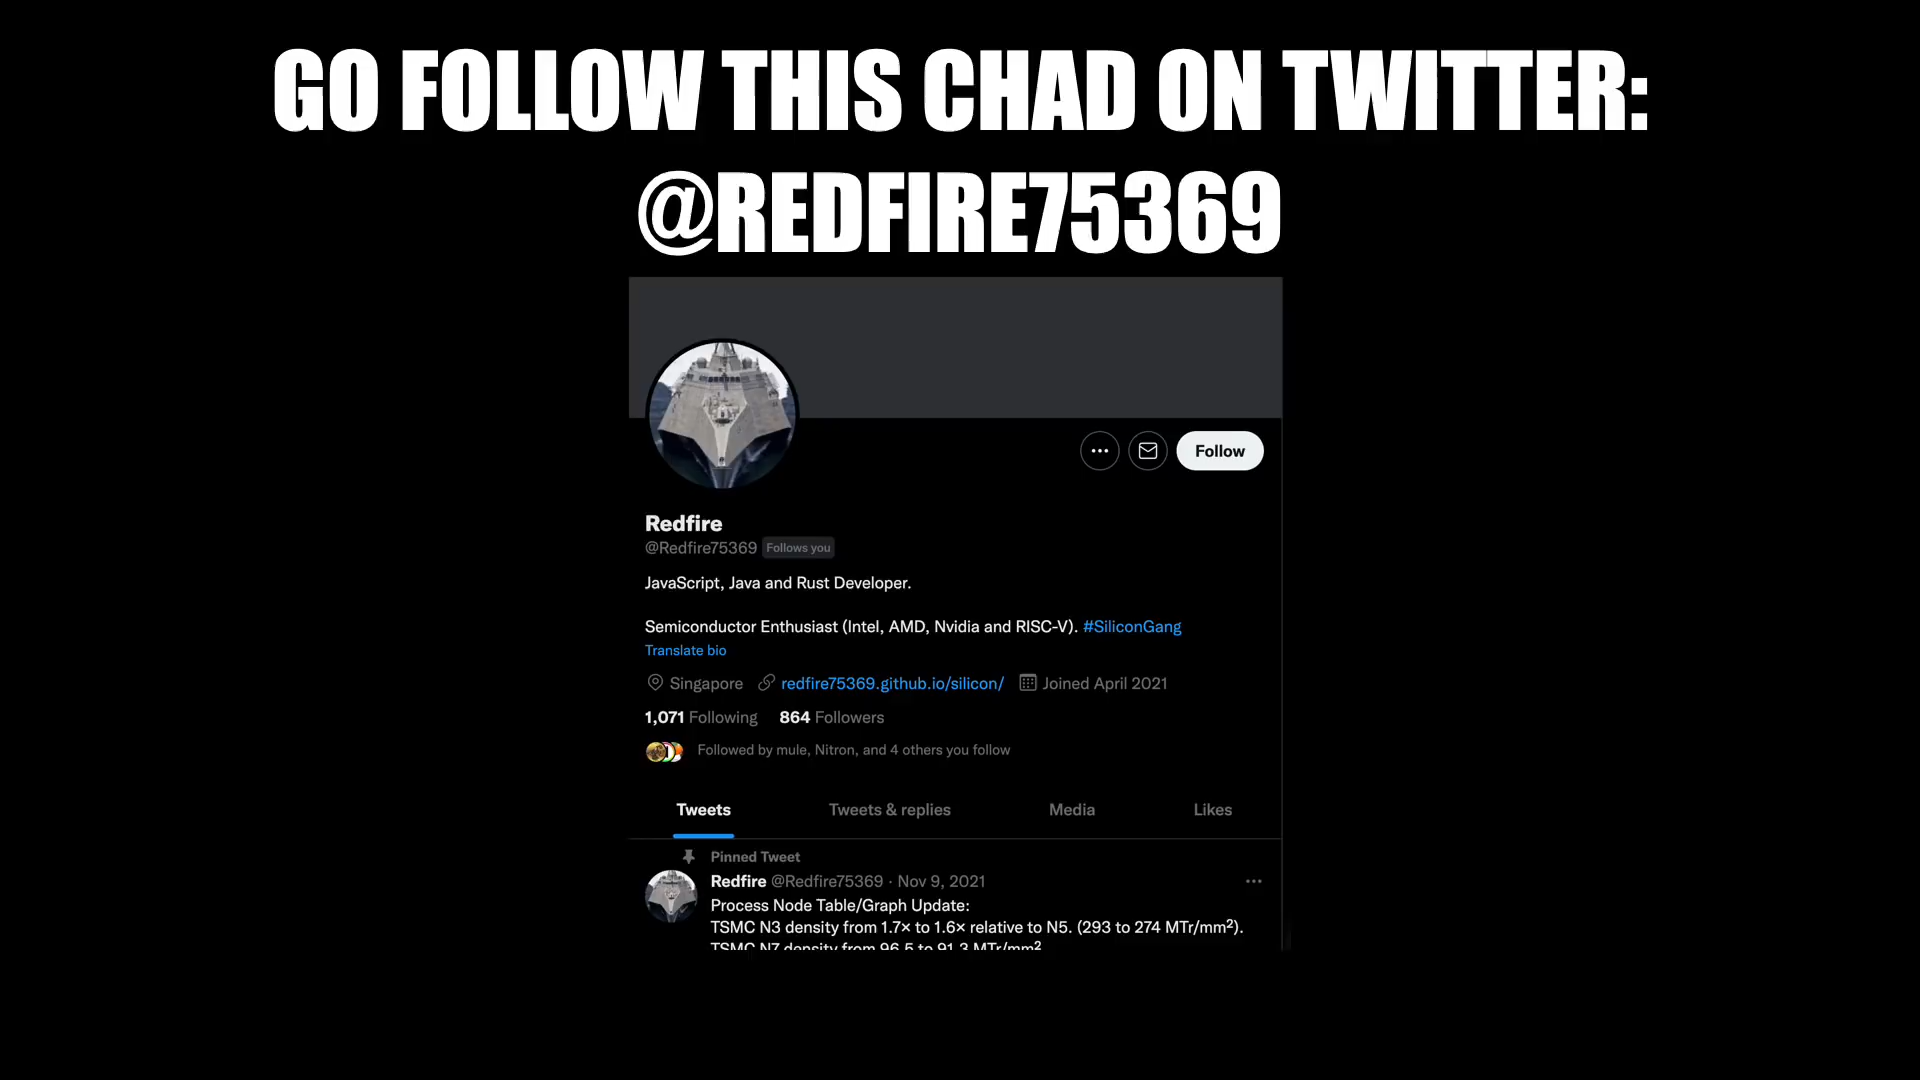 GO FOLLOW THIS CHAD ON TWITTER:
@REDFIRE75369
Follow
Redfire
@Redfire75369 Follows you
JavaScript, Java and Rust Developer.
Semiconductor Enthusiast (Intel, AMD, Nvidia and RISC-V). #SiliconGang
Translate bio
Singapore redfire75369.github.io/silicon/ Joined April 2021
1,071 Following 864 Followers
Followed by mule, Nitron, and 4 others you follow
Tweets Tweets & replies Media Likes
Pinned Tweet
Redfire @Redfire75369 · Nov 9, 2021
Process Node Table/Graph Update:
TSMC N3 density from 1.7× to 1.6× relative to N5. (293 to 274 MTr/mm²).
TSMC N7 density from 96.5 to 91.3 MTr/mm²